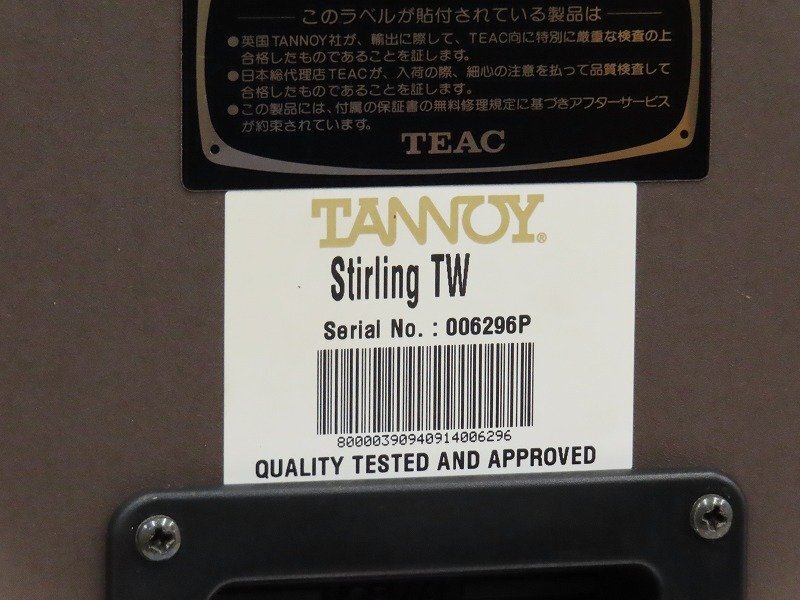 このラベルが貼付されている製品は
●英国TANNOY社が、輸出に際して、TEAC向に特別に厳重な検査の上
合格したものであることを証します。
●日本総代理店TEACが、入荷の際、細心の注意を払って品質検査して
合格したものであることを証します。
●この製品には、付属の保証書の無料修理規定に基づきアフターサービス
が約束されています。
TEAC
TANNOY®
Stirling TW
Serial No. : 006296P
80000390940914006296
QUALITY TESTED AND APPROVED